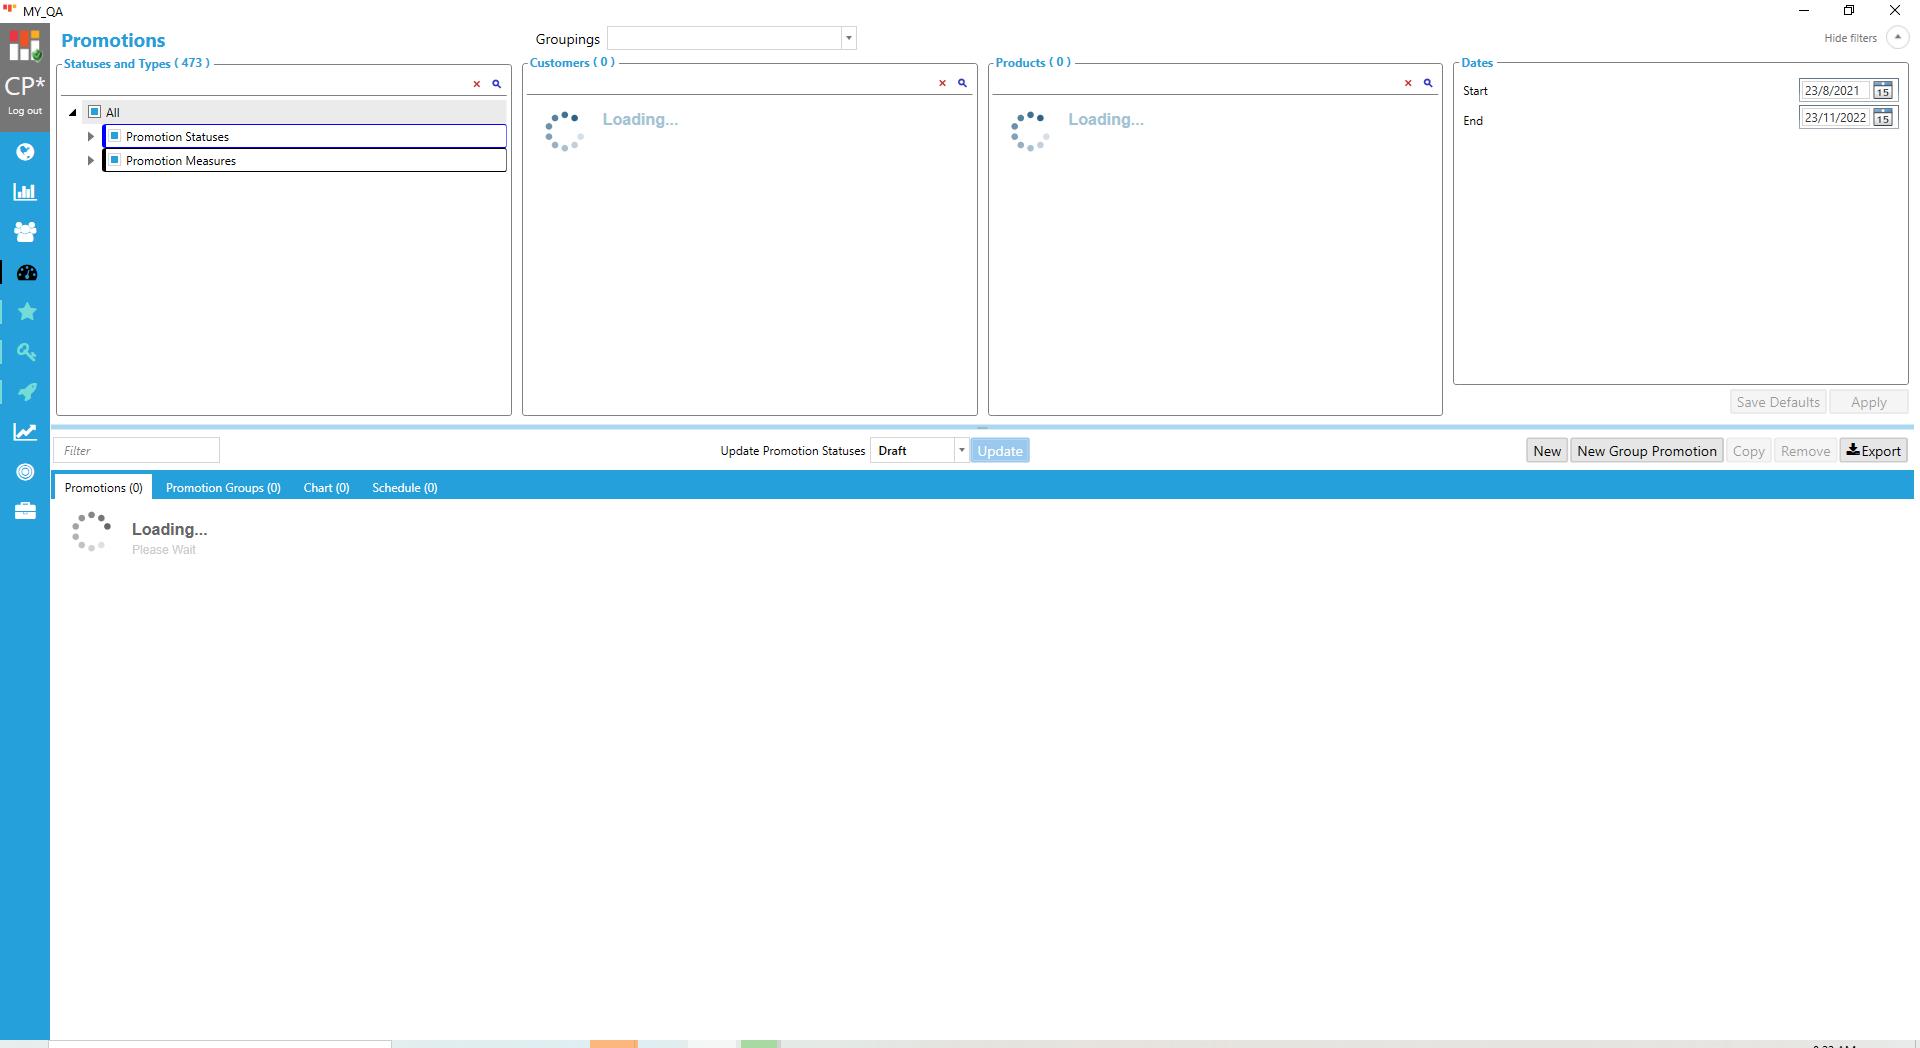 MY_QA
CP*
Log out
Promotions
Groupings
Hide filters
Statuses and Types ( 473 )
All
Promotion Statuses
Promotion Measures
Customers ( 0 )
Loading...
Products ( 0 )
Loading...
Dates
Start 23/8/2021 15
End 23/11/2022 15
Save Defaults Apply
Filter
Update Promotion Statuses Draft Update
New New Group Promotion Copy Remove Export
Promotions (0) Promotion Groups (0) Chart (0) Schedule (0)
Loading...
Please Wait